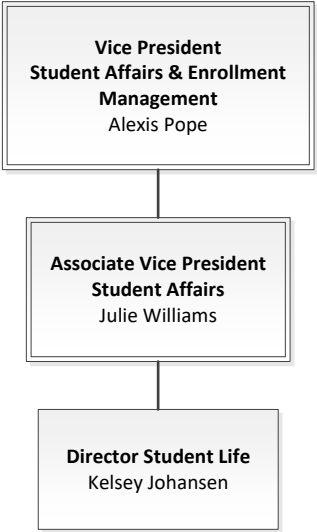 Vice President
Student Affairs & Enrollment
Management
Alexis Pope
Associate Vice President
Student Affairs
Julie Williams
Director Student Life
Kelsey Johansen